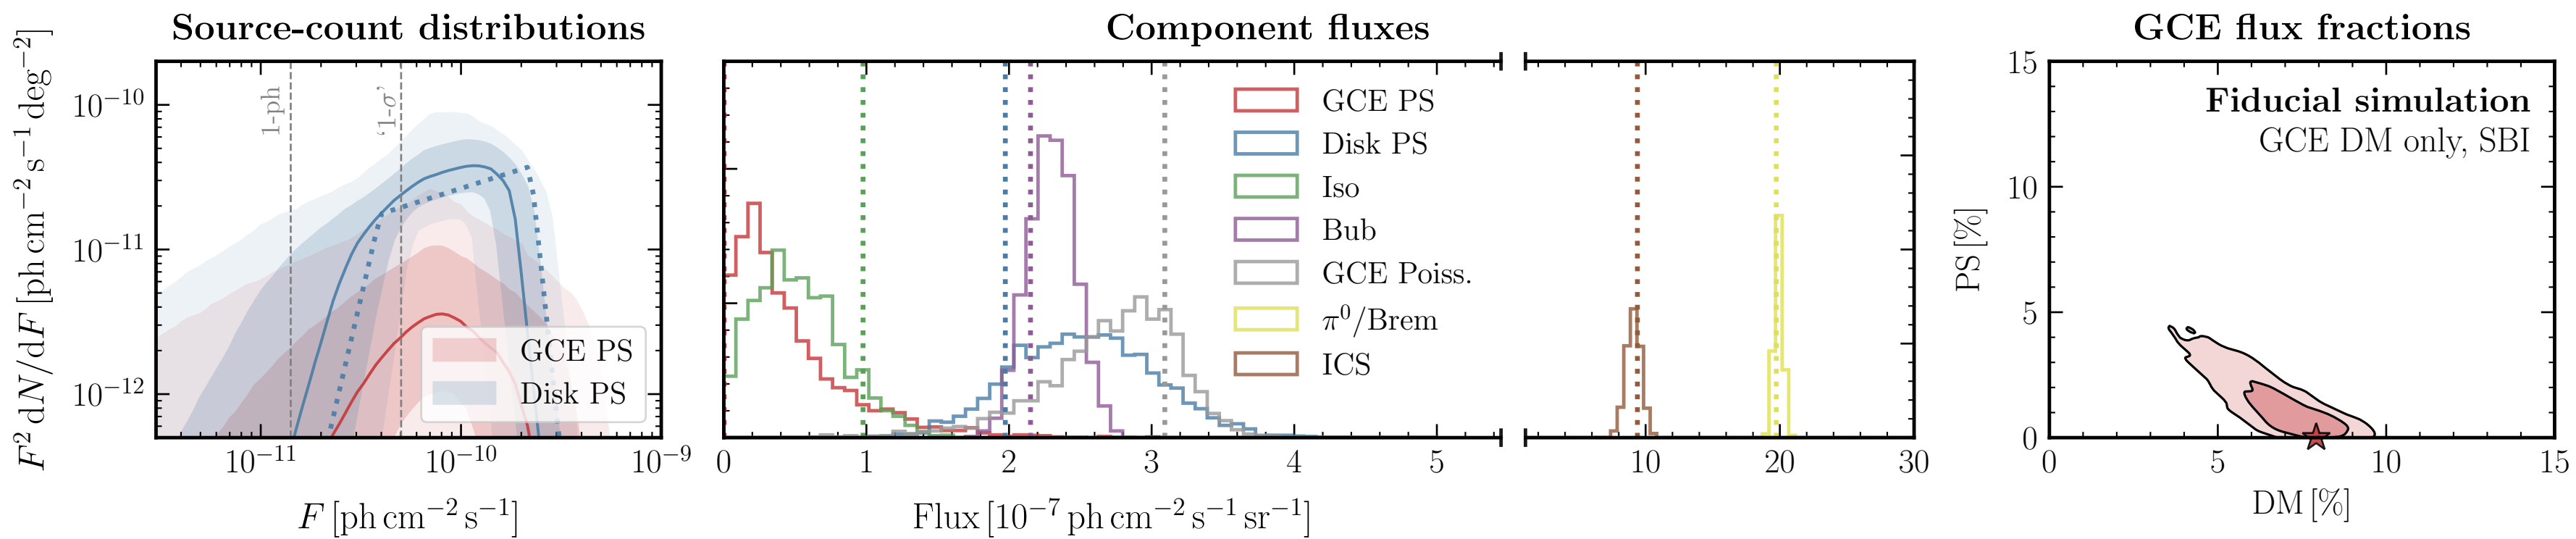 Source-count distributions
F² dN/dF [ph cm⁻² s⁻¹ deg⁻²]
10⁻¹⁰
10⁻¹¹
10⁻¹²
1-ph
‘1-σ’
GCE PS
Disk PS
10⁻¹¹ 10⁻¹⁰ 10⁻⁹
F [ph cm⁻² s⁻¹]
Component fluxes
GCE PS
Disk PS
Iso
Bub
GCE Poiss.
π⁰/Brem
ICS
0 1 2 3 4 5 10 20 30
Flux [10⁻⁷ ph cm⁻² s⁻¹ sr⁻¹]
GCE flux fractions
PS [%]
15
10
5
0
Fiducial simulation
GCE DM only, SBI
0 5 10 15
DM [%]